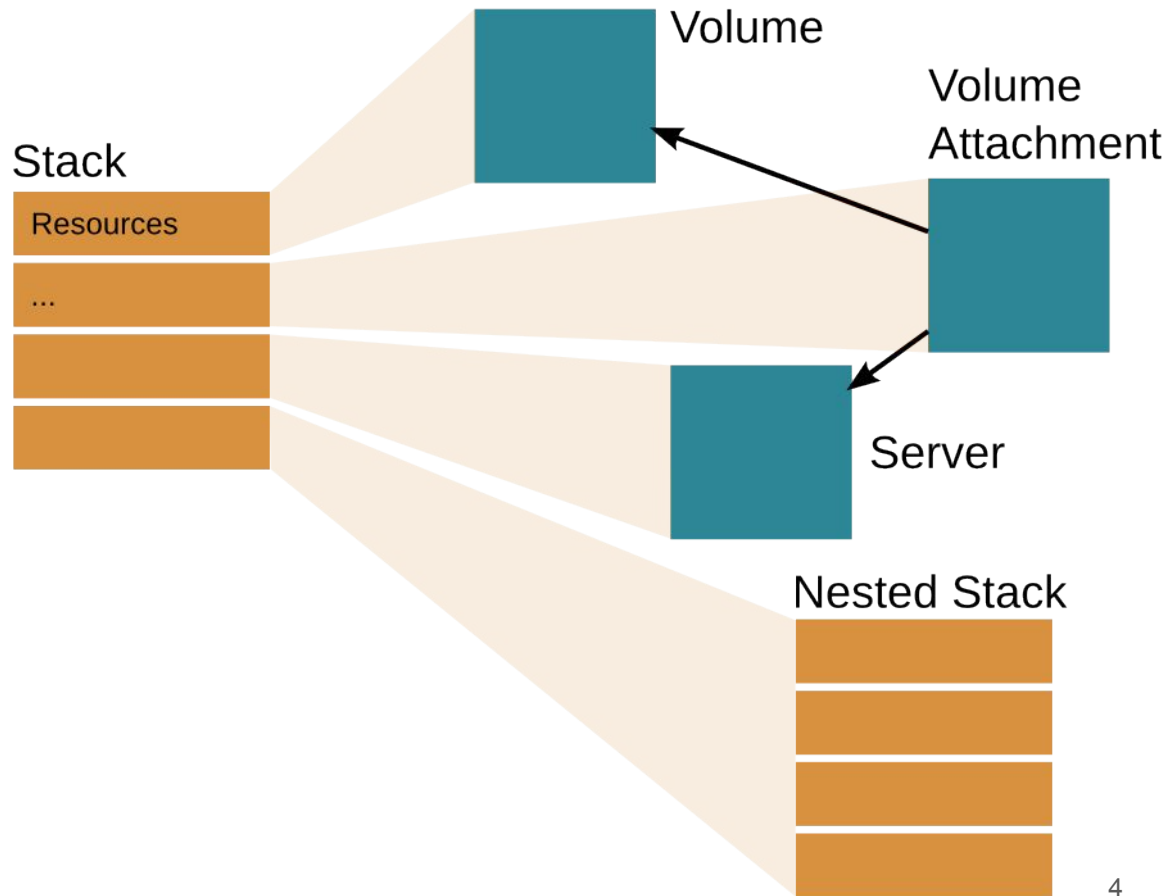 Volume
Volume
Attachment
Stack
Resources
...
Server
Nested Stack
4